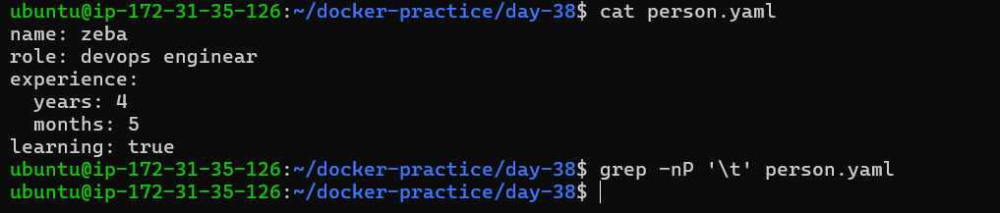 ubuntu@ip-172-31-35-126:~/docker-practice/day-38$ cat person.yaml
name: zeba
role: devops enginear
experience:
  years: 4
  months: 5
learning: true
ubuntu@ip-172-31-35-126:~/docker-practice/day-38$ grep -nP '\t' person.yaml
ubuntu@ip-172-31-35-126:~/docker-practice/day-38$